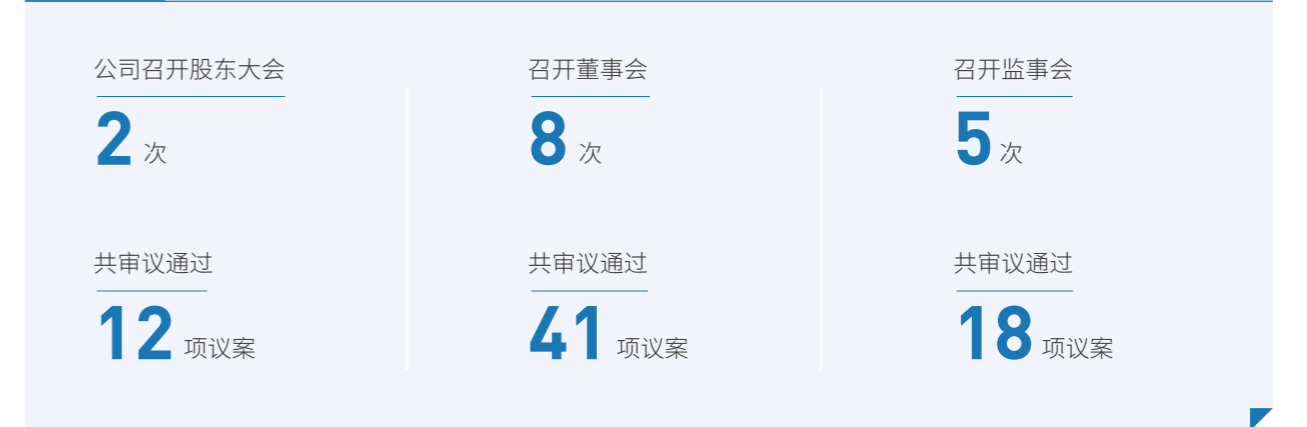 公司召开股东大会
2 次
共审议通过
12 项议案
召开董事会
8 次
共审议通过
41 项议案
召开监事会
5 次
共审议通过
18 项议案